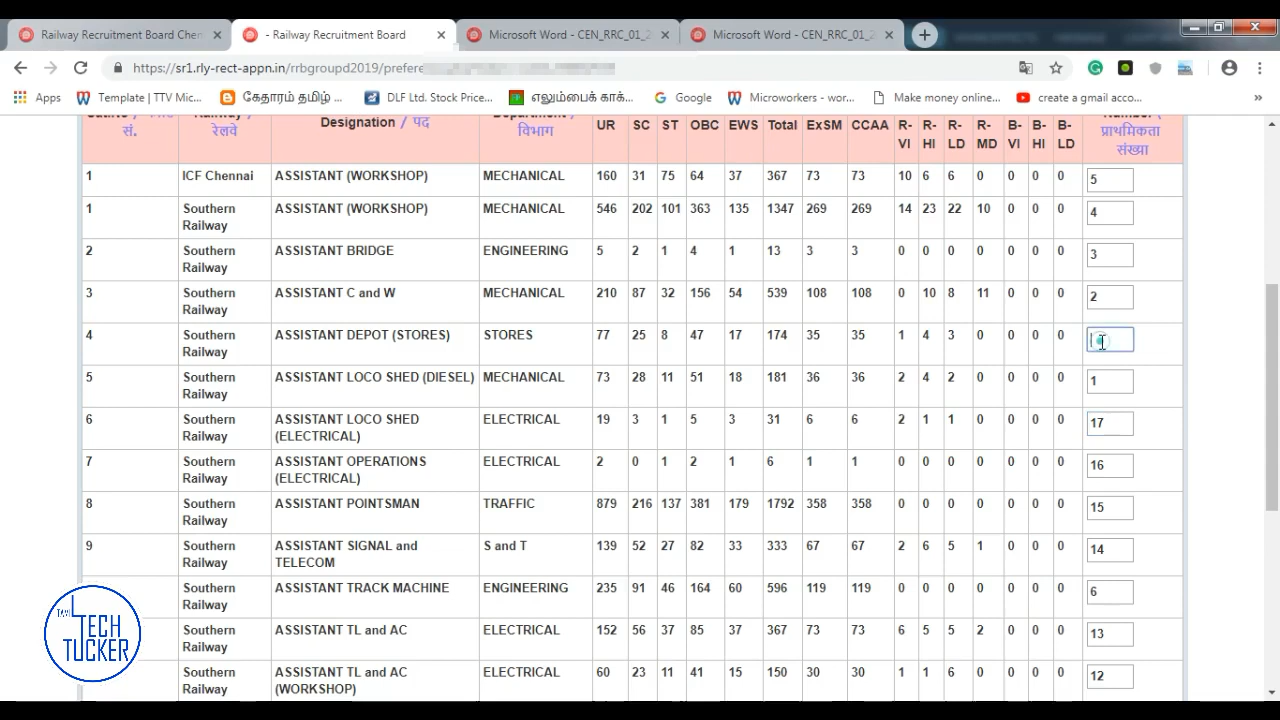 Railway Recruitment Board Chen
- Railway Recruitment Board
Microsoft Word - CEN_RRC_01_2
Microsoft Word - CEN_RRC_01_2
https://sr1.rly-rect-appn.in/rrbgroupd2019/prefere
Apps Template | TTV Mic... கேதாரம் தமிழ் ... DLF Ltd. Stock Price... எலும்பைக் காக்... Google Microworkers - wor... Make money online... create a gmail acco... »
सं. रेलवे Designation / पद विभाग UR SC ST OBC EWS Total ExSM CCAA R-VI R-HI R-LD R-MD B-VI B-HI B-LD प्राथमिकता संख्या
1 ICF Chennai ASSISTANT (WORKSHOP) MECHANICAL 160 31 75 64 37 367 73 73 10 6 6 0 0 0 0 5
1 Southern Railway ASSISTANT (WORKSHOP) MECHANICAL 546 202 101 363 135 1347 269 269 14 23 22 10 0 0 0 4
2 Southern Railway ASSISTANT BRIDGE ENGINEERING 5 2 1 4 1 13 3 3 0 0 0 0 0 0 0 3
3 Southern Railway ASSISTANT C and W MECHANICAL 210 87 32 156 54 539 108 108 0 10 8 11 0 0 0 2
4 Southern Railway ASSISTANT DEPOT (STORES) STORES 77 25 8 47 17 174 35 35 1 4 3 0 0 0 0
5 Southern Railway ASSISTANT LOCO SHED (DIESEL) MECHANICAL 73 28 11 51 18 181 36 36 2 4 2 0 0 0 0 1
6 Southern Railway ASSISTANT LOCO SHED (ELECTRICAL) ELECTRICAL 19 3 1 5 3 31 6 6 2 1 1 0 0 0 0 17
7 Southern Railway ASSISTANT OPERATIONS (ELECTRICAL) ELECTRICAL 2 0 1 2 1 6 1 1 0 0 0 0 0 0 0 16
8 Southern Railway ASSISTANT POINTSMAN TRAFFIC 879 216 137 381 179 1792 358 358 0 0 0 0 0 0 0 15
9 Southern Railway ASSISTANT SIGNAL and TELECOM S and T 139 52 27 82 33 333 67 67 2 6 5 1 0 0 0 14
Southern Railway ASSISTANT TRACK MACHINE ENGINEERING 235 91 46 164 60 596 119 119 0 0 0 0 0 0 0 6
Southern Railway ASSISTANT TL and AC ELECTRICAL 152 56 37 85 37 367 73 73 6 5 5 2 0 0 0 13
Southern Railway ASSISTANT TL and AC (WORKSHOP) ELECTRICAL 60 23 11 41 15 150 30 30 1 1 6 0 0 0 0 12
TECH
TUCKER